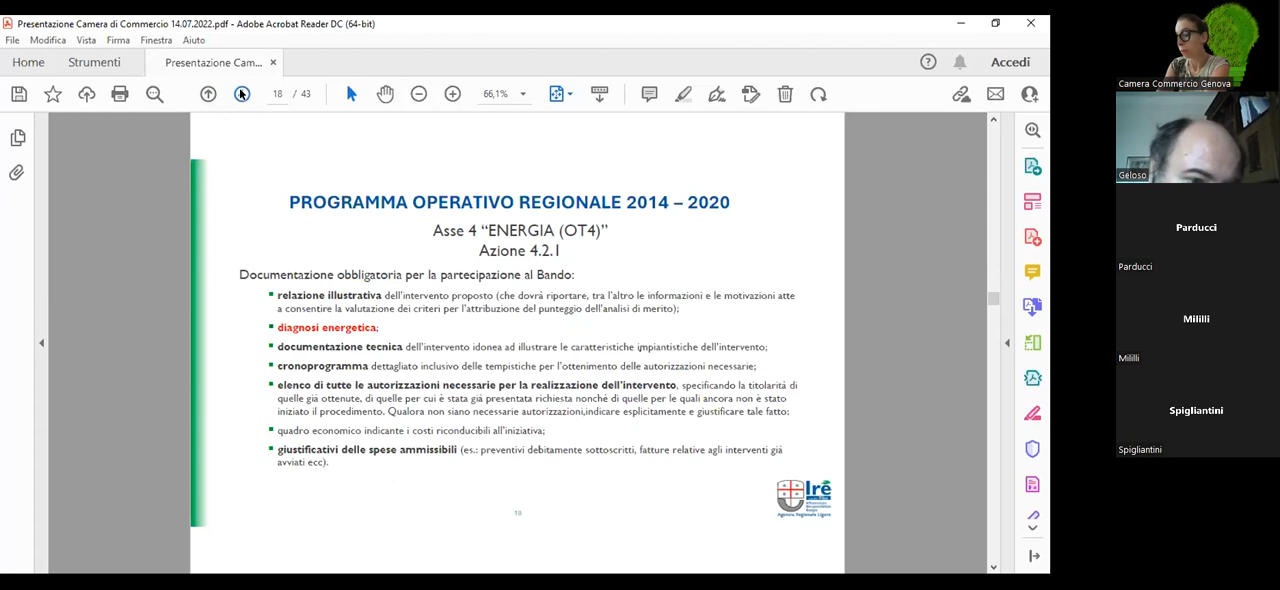 Presentazione Camera di Commercio 14.07.2022.pdf - Adobe Acrobat Reader DC (64-bit)
File Modifica Vista Firma Finestra Aiuto
Home Strumenti Presentazione Cam... × Accedi
18 / 43 66,1%
PROGRAMMA OPERATIVO REGIONALE 2014 – 2020
Asse 4 “ENERGIA (OT4)”
Azione 4.2.1
Documentazione obbligatoria per la partecipazione al Bando:
relazione illustrativa dell'intervento proposto (che dovrà riportare, tra l'altro le informazioni e le motivazioni atte
a consentire la valutazione dei criteri per l'attribuzione del punteggio dell'analisi di merito);
diagnosi energetica;
documentazione tecnica dell'intervento idonea ad illustrare le caratteristiche impiantistiche dell'intervento;
cronoprogramma dettagliato inclusivo delle tempistiche per l'ottenimento delle autorizzazioni necessarie;
elenco di tutte le autorizzazioni necessarie per la realizzazione dell'intervento, specificando la titolarità di
quelle già ottenute, di quelle per cui è stata già presentata richiesta nonché di quelle per le quali ancora non è stato
iniziato il procedimento. Qualora non siano necessarie autorizzazioni,indicare esplicitamente e giustificare tale fatto;
quadro economico indicante i costi riconducibili all'iniziativa;
giustificativi delle spese ammissibili (es.: preventivi debitamente sottoscritti, fatture relative agli interventi già
avviati ecc).
Irè
Agenzia Regionale Ligure
18
Camera Commercio Genova
Geloso
Parducci
Parducci
Mililli
Mililli
Spigliantini
Spigliantini